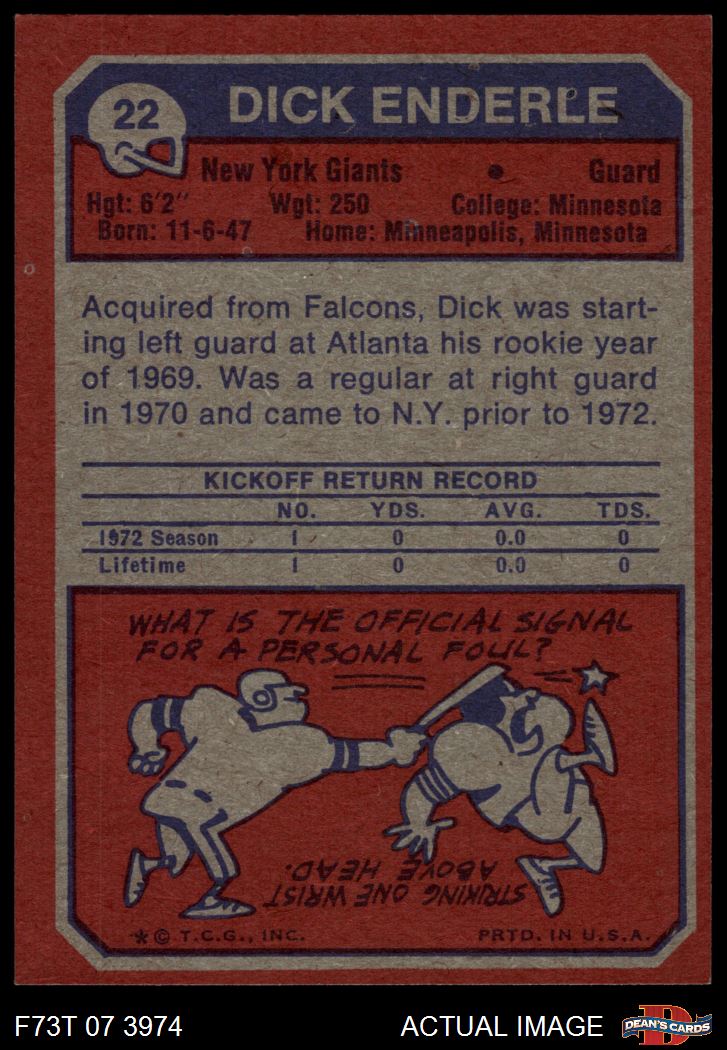 22
DICK ENDERLE
New York Giants • Guard
Hgt: 6'2" Wgt: 250 College: Minnesota
Born: 11-6-47 Home: Minneapolis, Minnesota
Acquired from Falcons, Dick was start-
ing left guard at Atlanta his rookie year
of 1969. Was a regular at right guard
in 1970 and came to N.Y. prior to 1972.
KICKOFF RETURN RECORD
NO. YDS. AVG. TDS.
1972 Season 1 0 0.0 0
Lifetime 1 0 0.0 0
WHAT IS THE OFFICIAL SIGNAL
FOR A PERSONAL FOUL?
STRIKING ONE WRIST
ABOVE HEAD.
* © T.C.G., INC. PRTD. IN U.S.A.
F73T 07 3974 ACTUAL IMAGE
D
DEAN'S CARDS